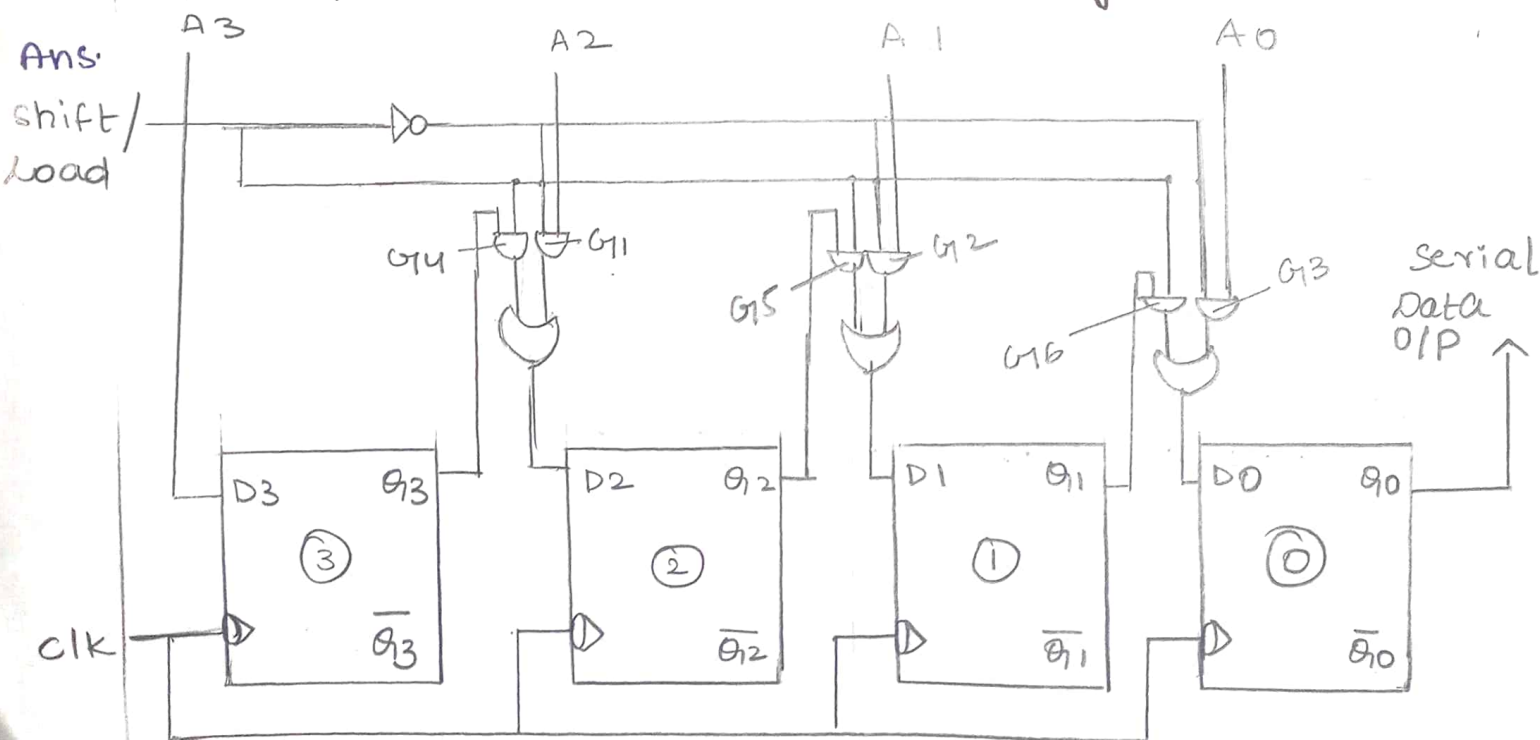 A3
A2
A 1
A0
Ans.
Shift/
Load
G4
G1
G5
G2
G6
G3
Serial
Data
O/P
D3
Q3
D2
Q2
D1
Q1
D0
Q0
3
2
1
0
Clk
Q̅3
Q̅2
Q̅1
Q̅0